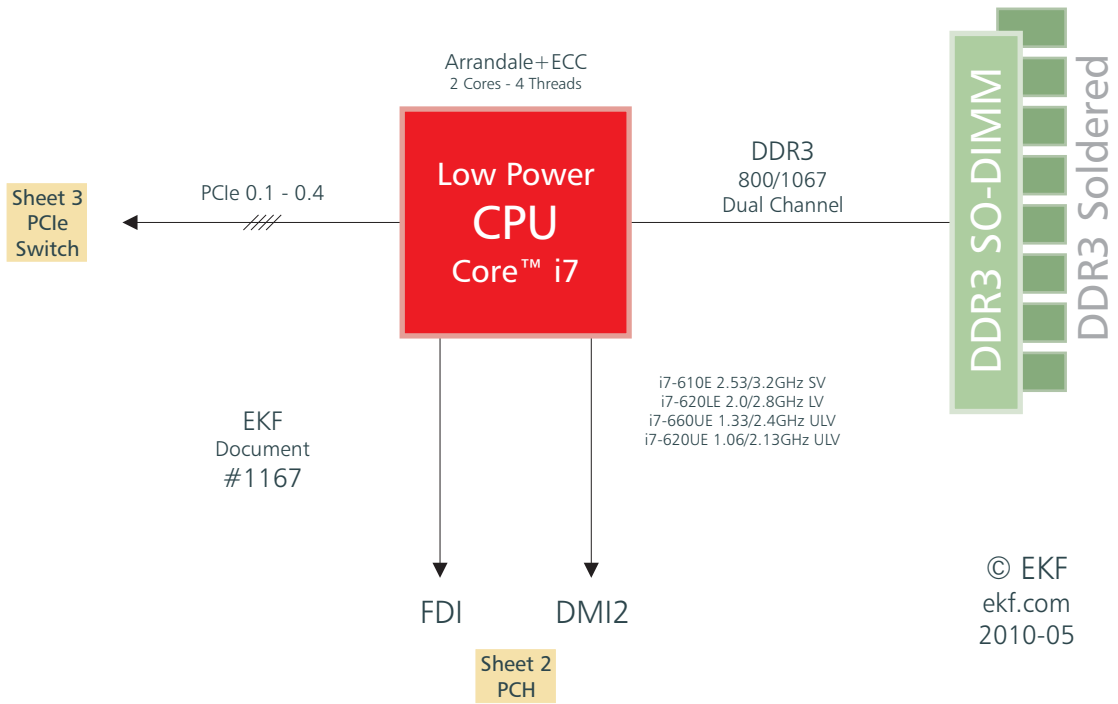 Arrandale+ECC
2 Cores - 4 Threads
Low Power
CPU
Core™ i7
PCIe 0.1 - 0.4
Sheet 3
PCIe
Switch
DDR3
800/1067
Dual Channel
DDR3 SO-DIMM
DDR3 Soldered
i7-610E 2.53/3.2GHz SV
i7-620LE 2.0/2.8GHz LV
i7-660UE 1.33/2.4GHz ULV
i7-620UE 1.06/2.13GHz ULV
EKF
Document
#1167
FDI
DMI2
Sheet 2
PCH
© EKF
ekf.com
2010-05